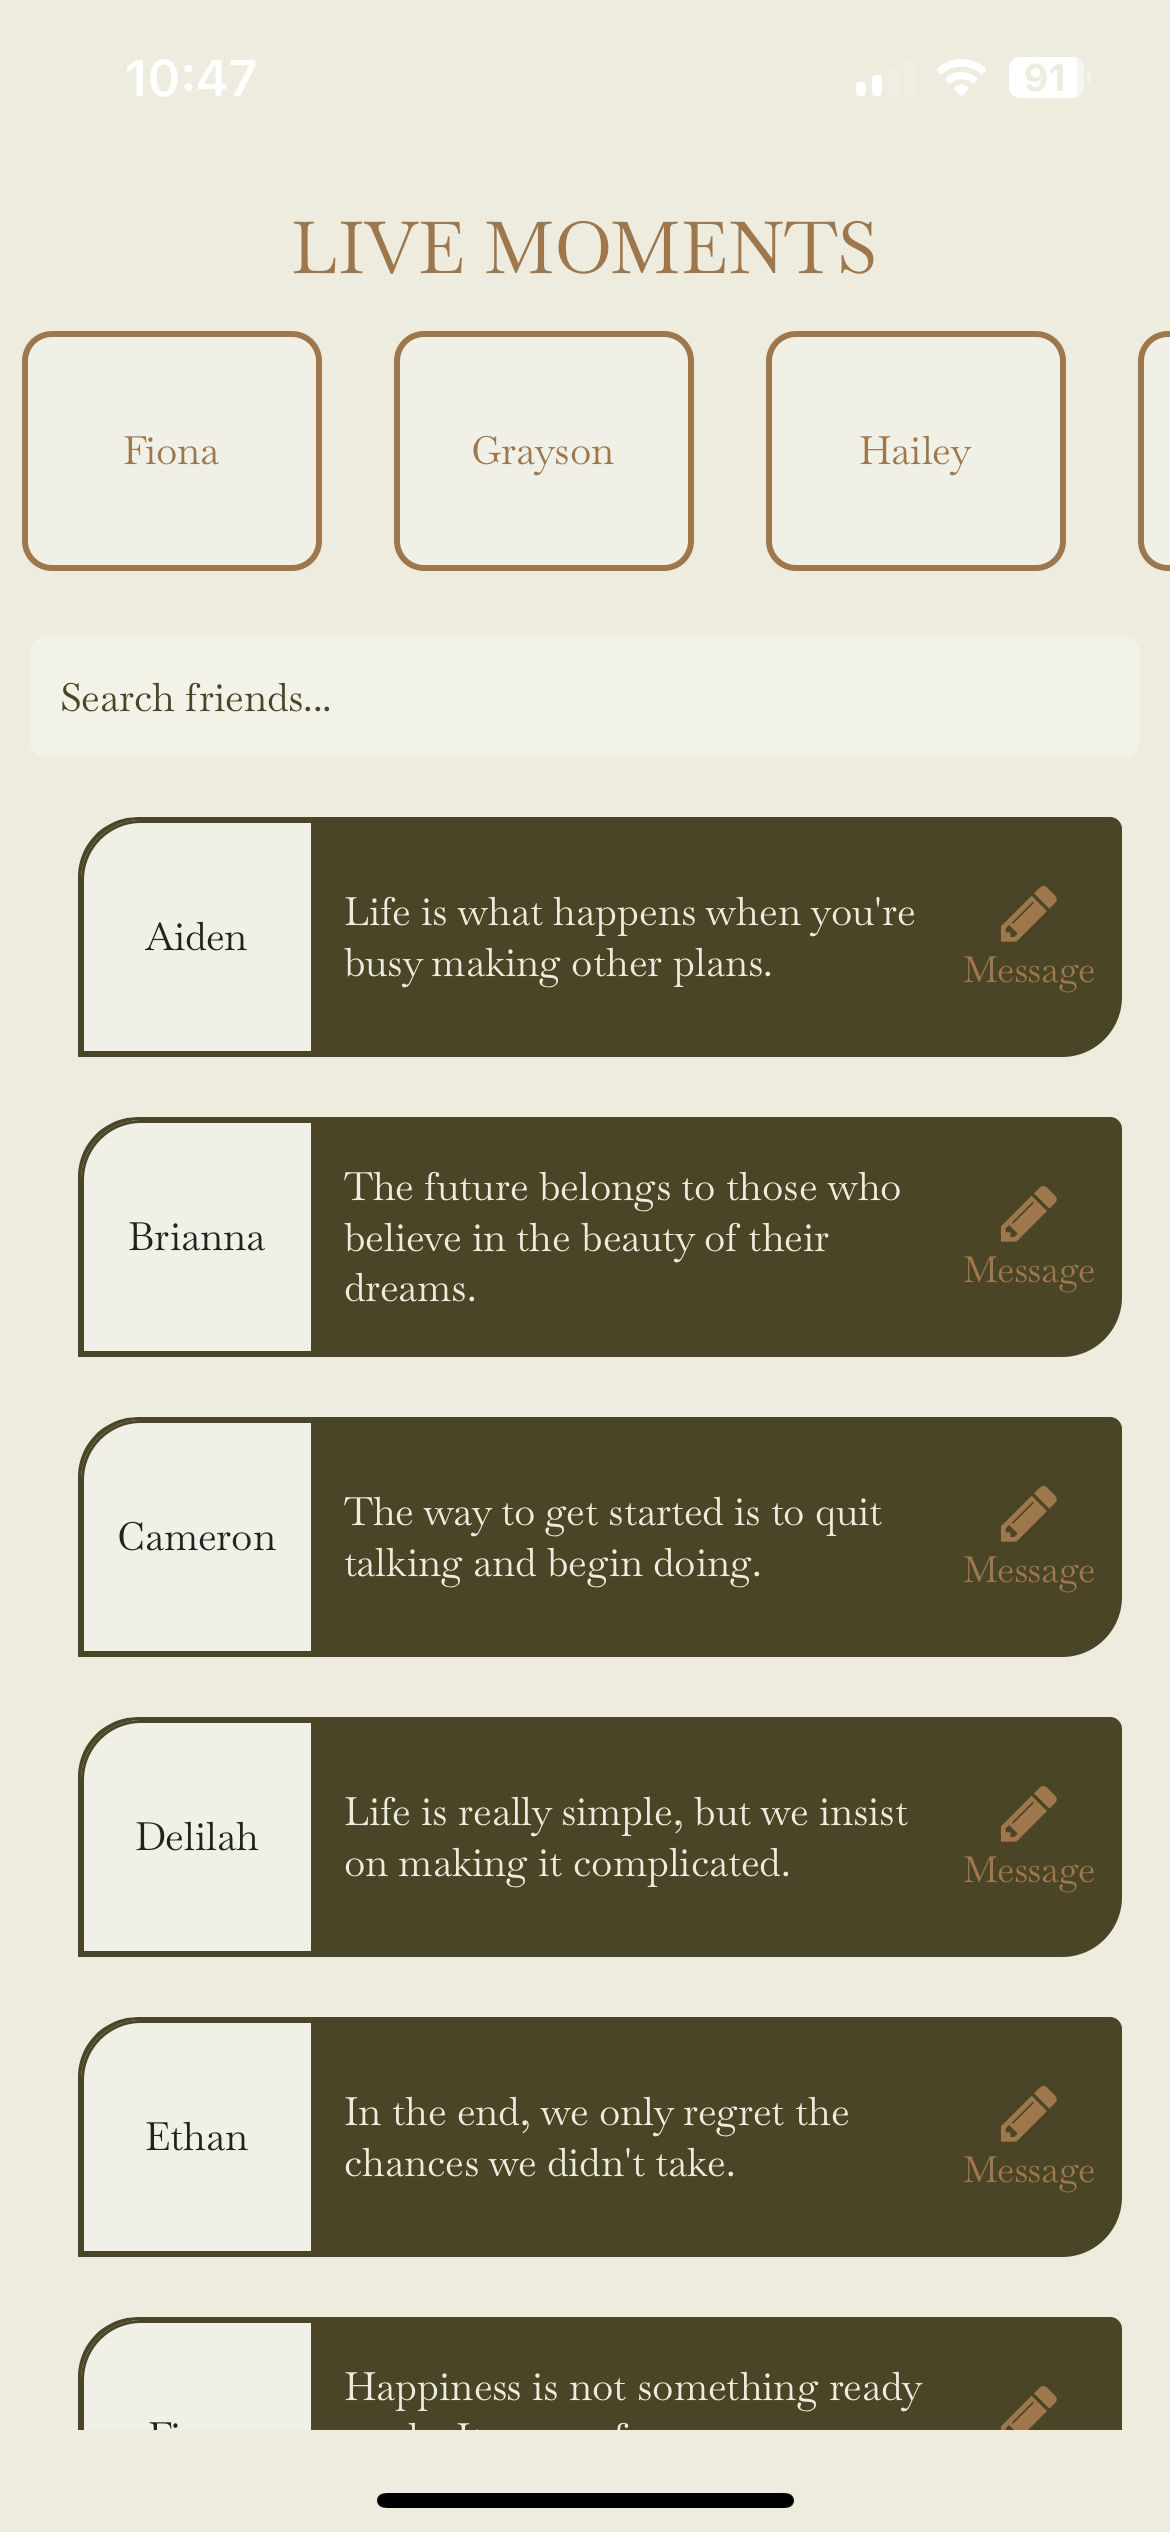 10:47
91
LIVE MOMENTS
Fiona
Grayson
Hailey
Search friends...
Aiden
Life is what happens when you're
busy making other plans.
Message
Brianna
The future belongs to those who
believe in the beauty of their
dreams.
Message
Cameron
The way to get started is to quit
talking and begin doing.
Message
Delilah
Life is really simple, but we insist
on making it complicated.
Message
Ethan
In the end, we only regret the
chances we didn't take.
Message
Happiness is not something ready